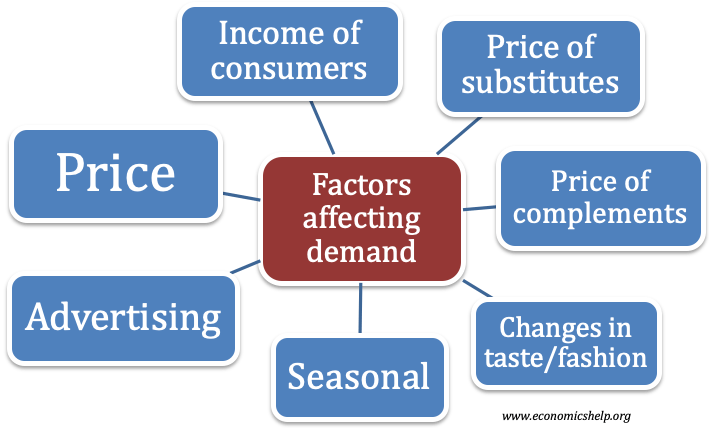 Income of
consumers
Price of
substitutes
Price
Factors
affecting
demand
Price of
complements
Advertising
Seasonal
Changes in
taste/fashion
www.economicshelp.org